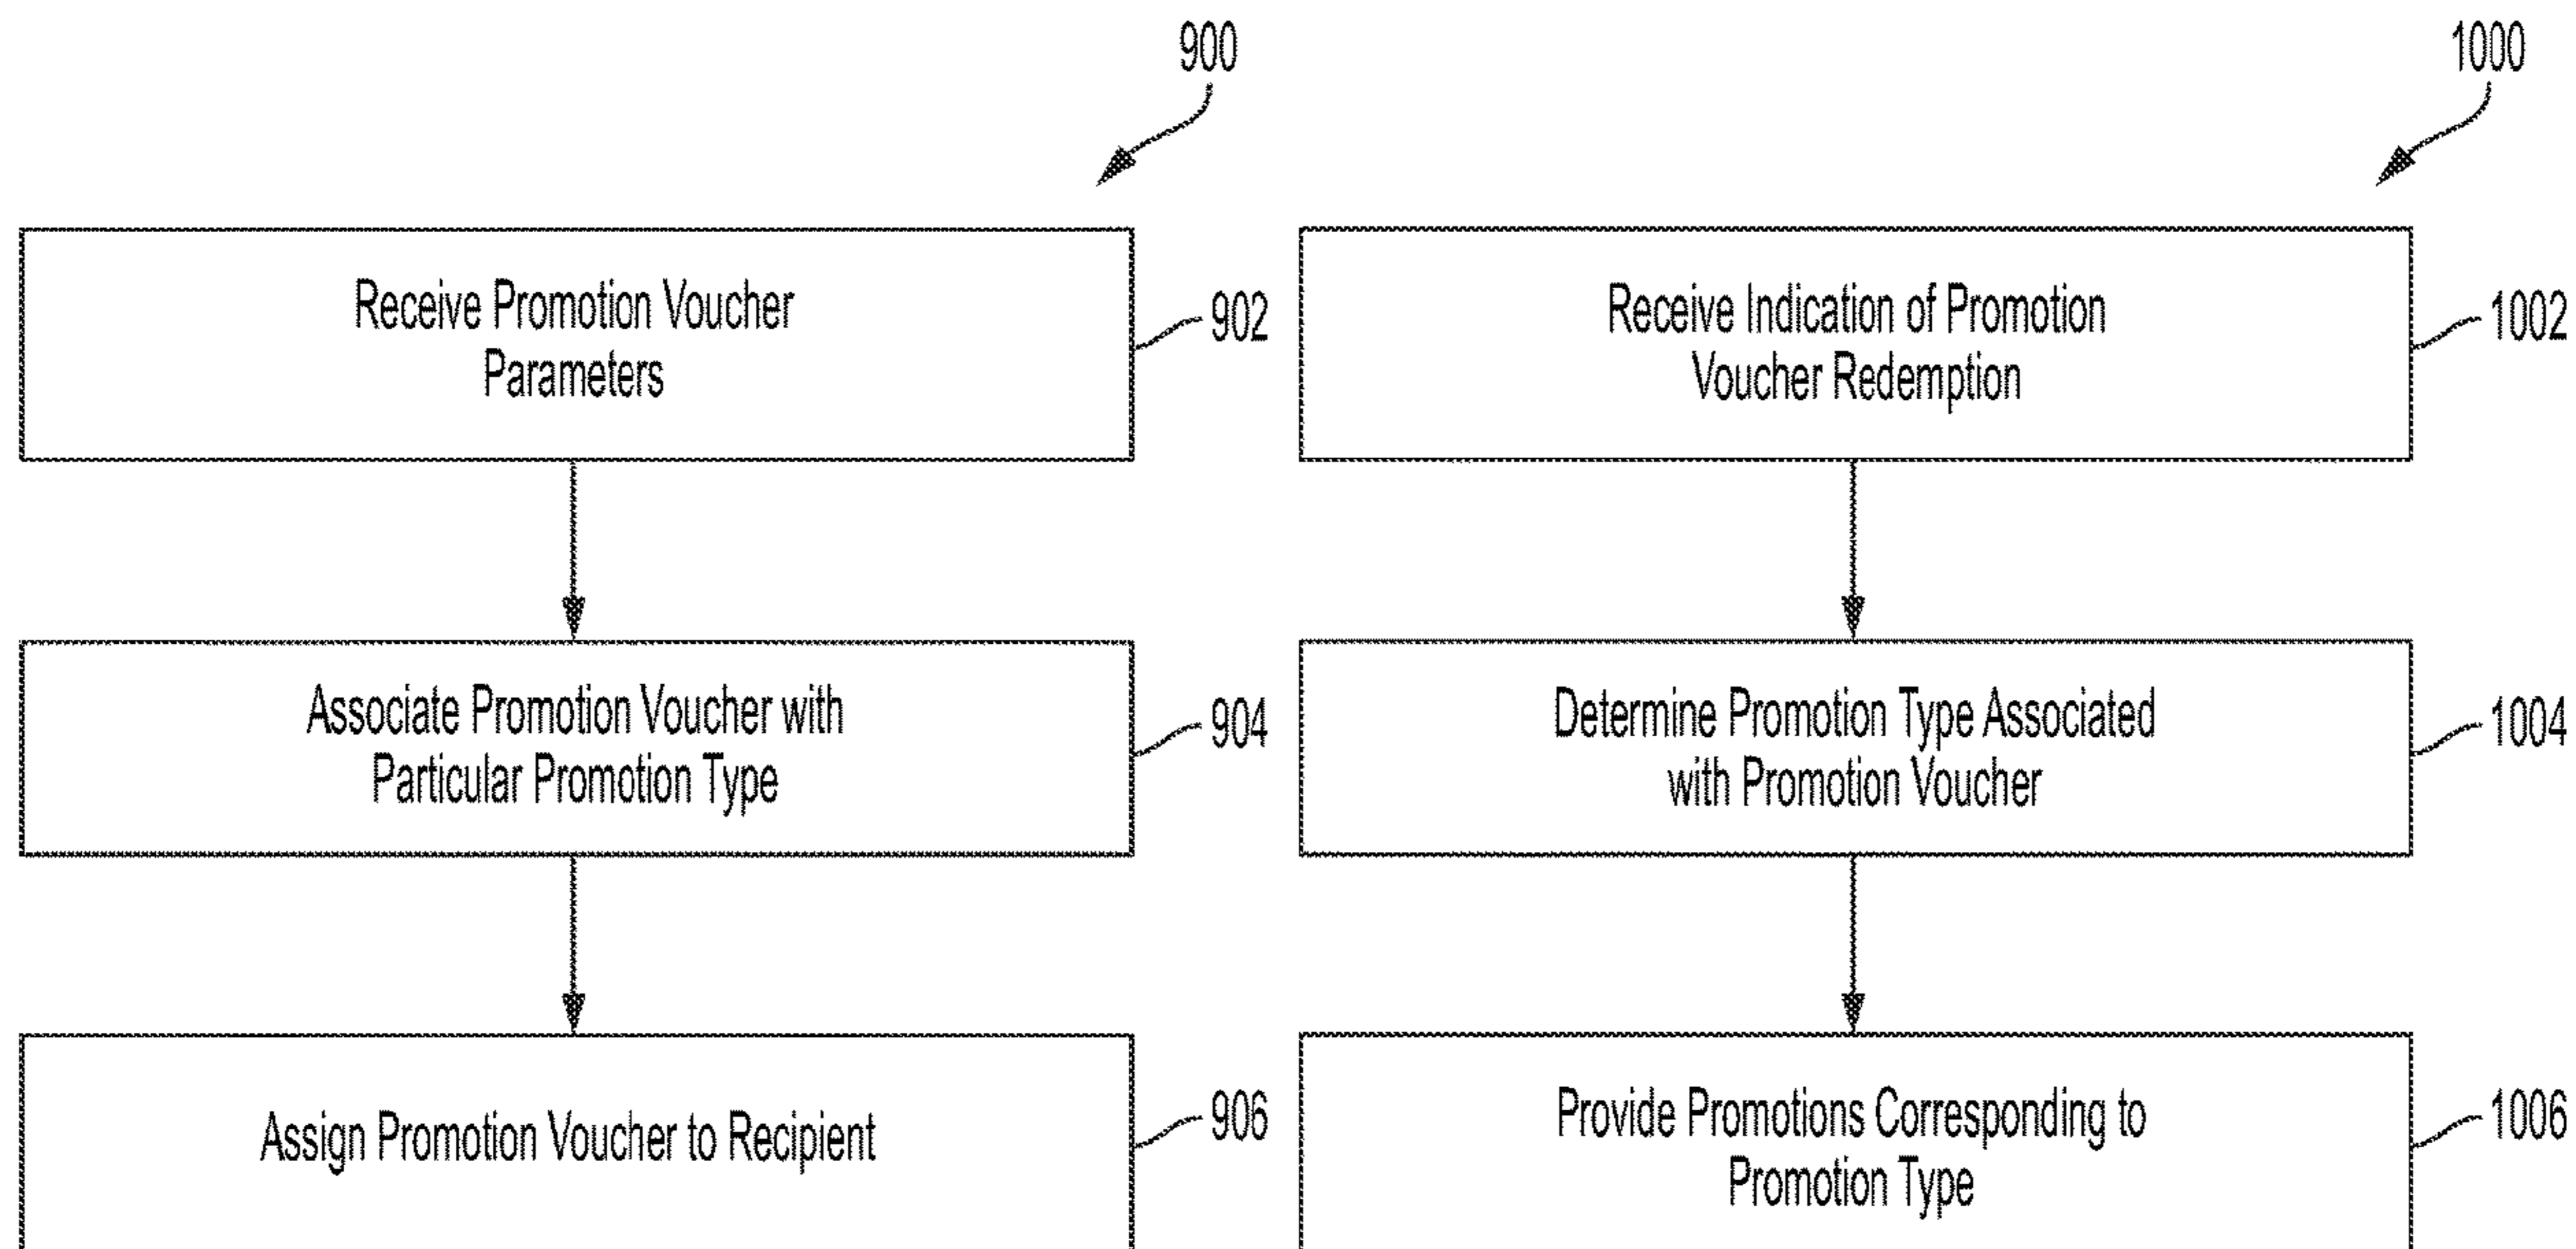 900
Receive Promotion Voucher
Parameters
902
Associate Promotion Voucher with
Particular Promotion Type
904
Assign Promotion Voucher to Recipient
906
1000
Receive Indication of Promotion
Voucher Redemption
1002
Determine Promotion Type Associated
with Promotion Voucher
1004
Provide Promotions Corresponding to
Promotion Type
1006